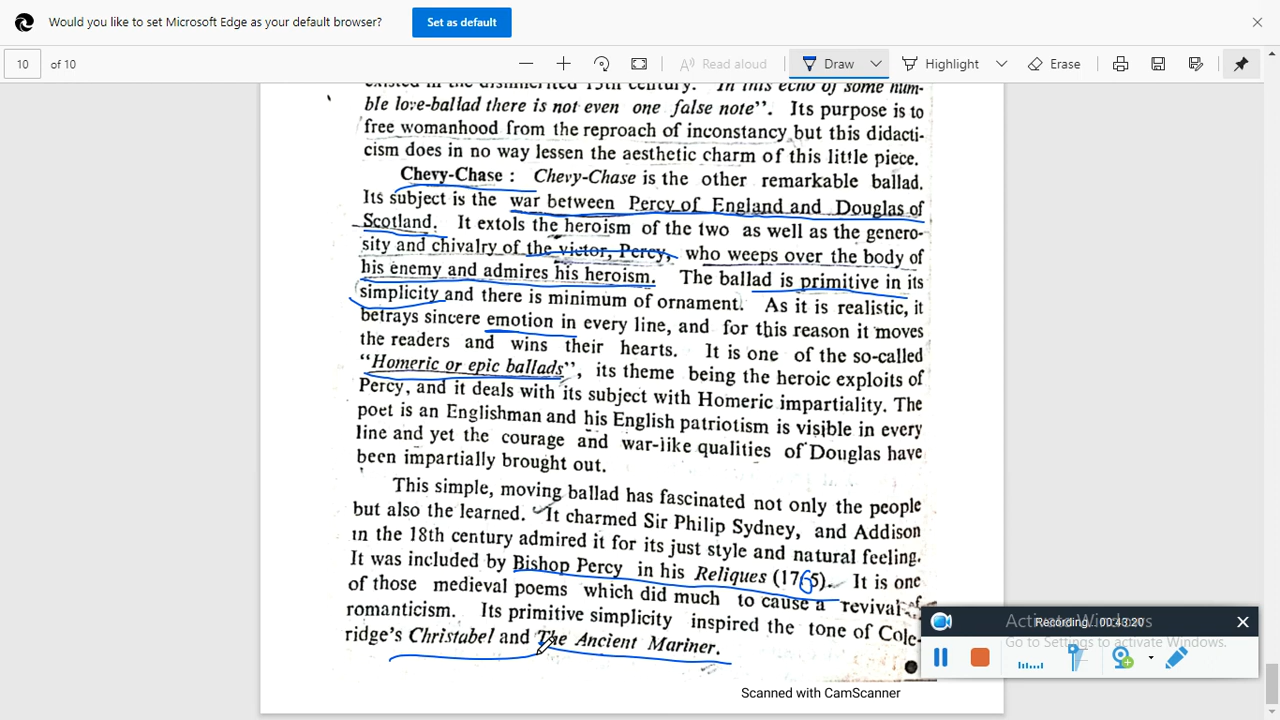 Would you like to set Microsoft Edge as your default browser?
Set as default
10 of 10
Read aloud
Draw
Highlight
Erase
existed in the disinherited 15th century. In this echo of some hum-
ble love-ballad there is not even one false note". Its purpose is to
free womanhood from the reproach of inconstancy but this didacti-
cism does in no way lessen the aesthetic charm of this little piece.
Chevy-Chase : Chevy-Chase is the other remarkable ballad.
Its subject is the war between Percy of England and Douglas of
Scotland. It extols the heroism of the two as well as the genero-
sity and chivalry of the victor, Percy, who weeps over the body of
his enemy and admires his heroism. The ballad is primitive in its
simplicity and there is minimum of ornament. As it is realistic, it
betrays sincere emotion in every line, and for this reason it moves
the readers and wins their hearts. It is one of the so-called
"Homeric or epic ballads", its theme being the heroic exploits of
Percy, and it deals with its subject with Homeric impartiality. The
poet is an Englishman and his English patriotism is visible in every
line and yet the courage and war-like qualities of Douglas have
been impartially brought out.
This simple, moving ballad has fascinated not only the people
but also the learned. It charmed Sir Philip Sydney, and Addison
in the 18th century admired it for its just style and natural feeling.
It was included by Bishop Percy in his Reliques (1765). It is one
of those medieval poems which did much to cause a revival of
romanticism. Its primitive simplicity inspired the tone of Cole-
ridge's Christabel and The Ancient Mariner.
Activate Windows
Go to Settings to activate Windows.
Recording... 00:43:20
Scanned with CamScanner